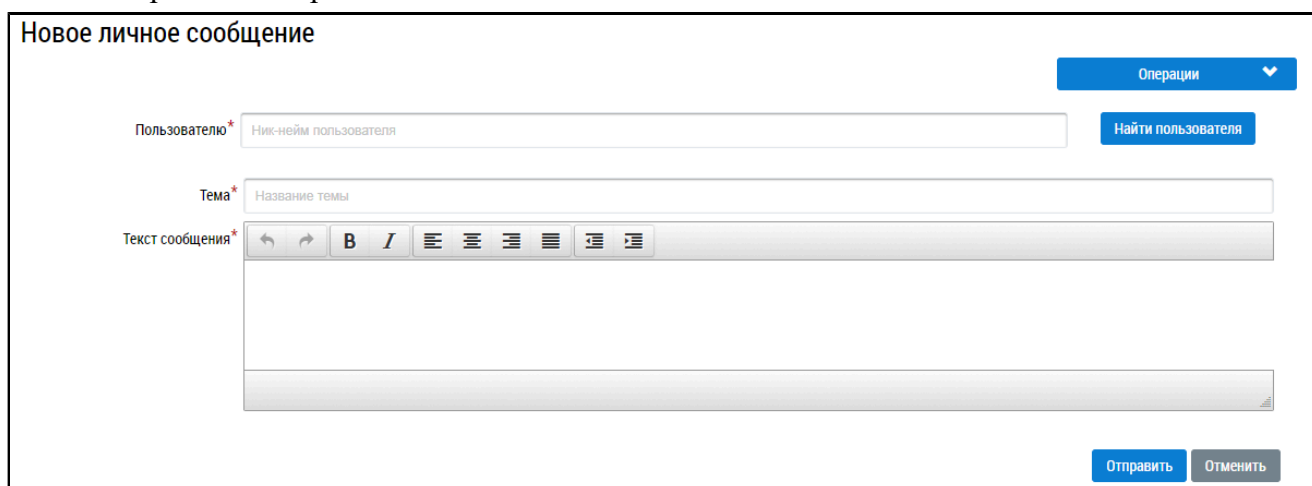 Новое личное сообщение
Операции
Пользователю* Ник-нейм пользователя Найти пользователя
Тема* Название темы
Текст сообщения* B I
Отправить Отменить